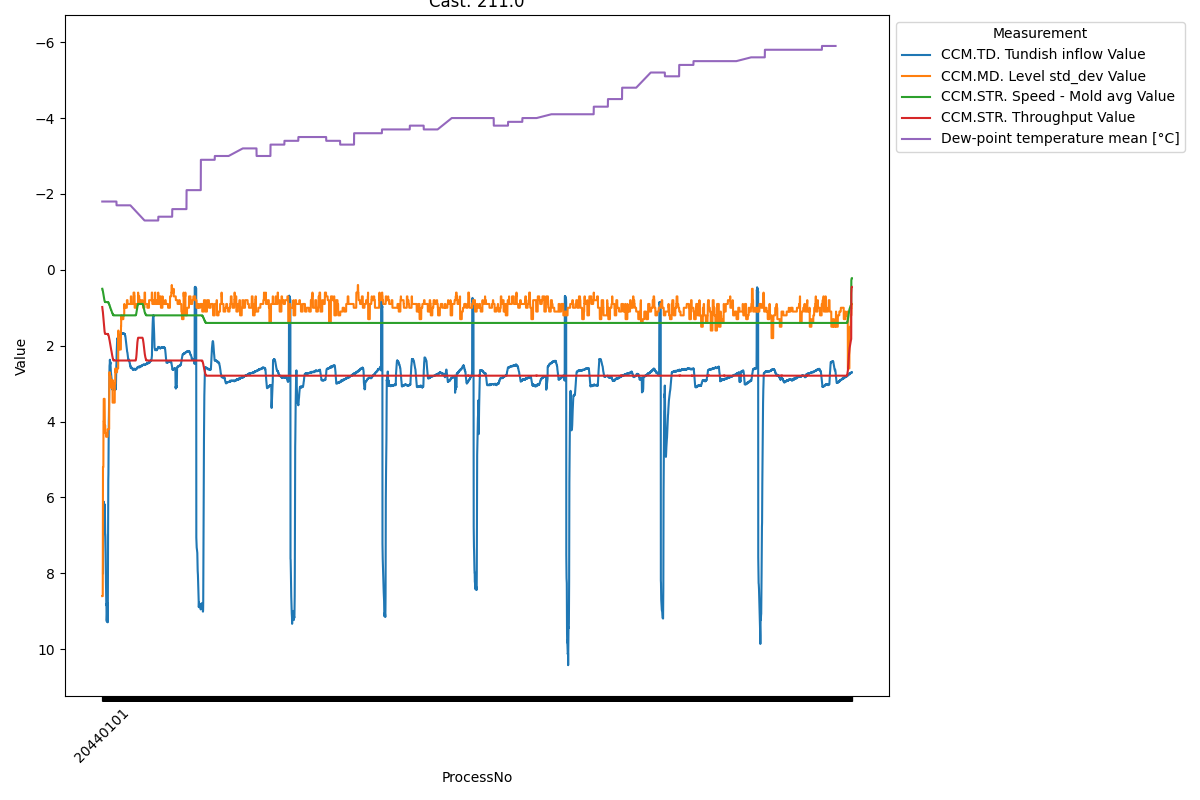 Cast: 211.0
Measurement
CCM.TD. Tundish inflow Value
CCM.MD. Level std_dev Value
CCM.STR. Speed - Mold avg Value
CCM.STR. Throughput Value
Dew-point temperature mean [°C]
−6
−4
−2
0
2
4
6
8
10
Value
20440101
ProcessNo